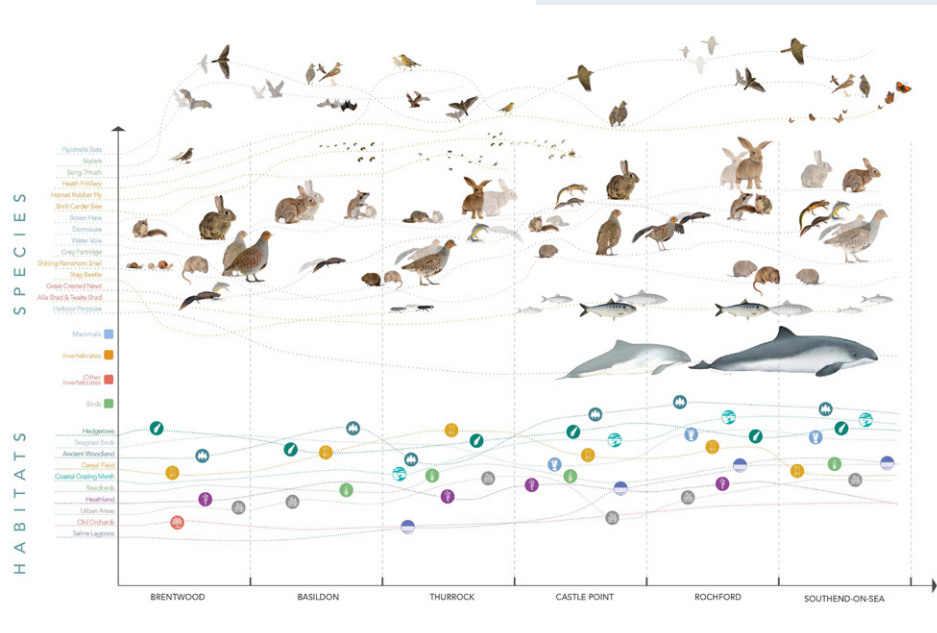 SPECIES
Pipistrelle Bats
Skylark
Song Thrush
Heath Fritillary
Hornet Robber Fly
Shrill Carder Bee
Brown Hare
Dormouse
Water Vole
Grey Partridge
Shining Ramshorn Snail
Stag Beetle
Great Crested Newt
Allis Shad & Twaite Shad
Harbour Porpoise
Mammals
Invertebrates
Other
Invertebrates
Birds
HABITATS
Hedgerows
Seagrass Beds
Ancient Woodland
Cereal Field
Coastal Grazing Marsh
Reedbeds
Heathland
Urban Areas
Old Orchards
Saline Lagoons
BRENTWOOD
BASILDON
THURROCK
CASTLE POINT
ROCHFORD
SOUTHEND-ON-SEA